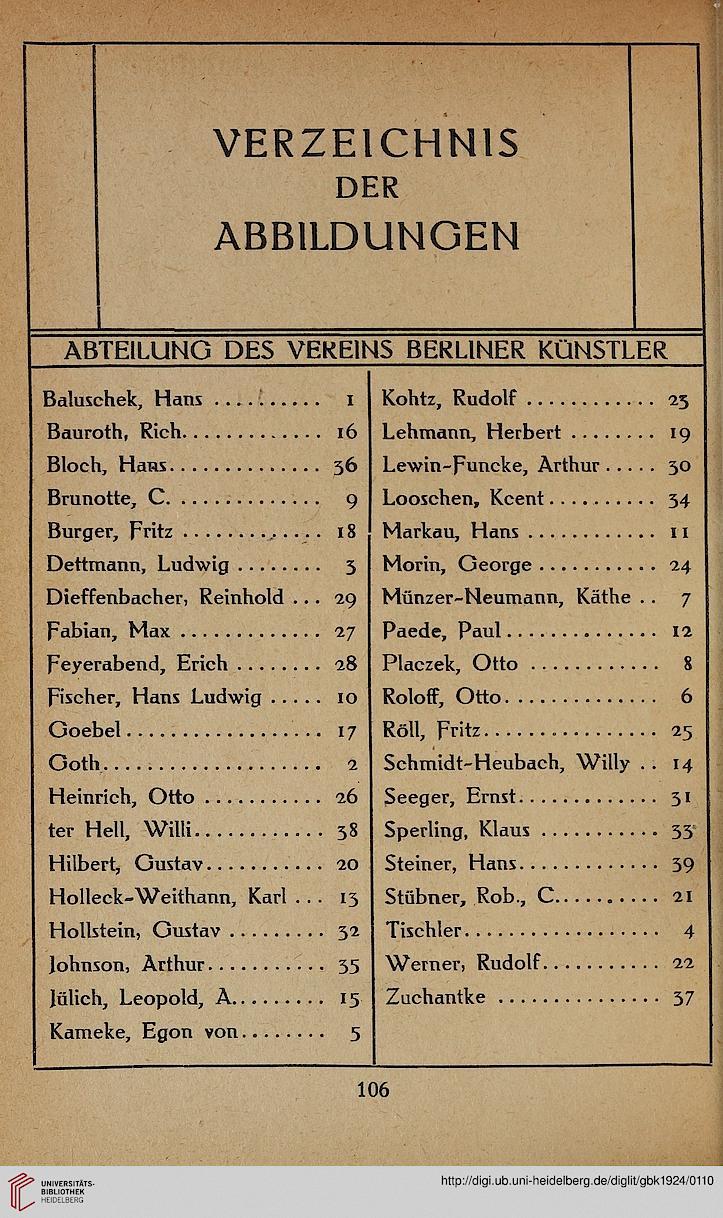 VERZEICHNIS
DER
ABBILDUNGEN
ABTEILUNG DES VEREINS BERLINER KÜNSTLER
Baluschek, Hans .......... 1
Bauroth, Rich............. 16
Bloch, Hans.............. 36
Brunotte, C. ............. 9
Burger, Fritz ............. 18
Dettmann, Ludwig ........ 3
Dieffenbacher, Reinhold ... 29
Fabian, Max ............. 27
Feyerabend, Erich ........ 28
Fischer, Hans Ludwig ..... 10
Goebel.................. 17
Goth.................... 2
Heinrich, Otto ........... 26
ter Hell, Willi............ 38
Hilbert, Gustav........... 20
Holleck-Weithann, Karl ... 13
Hollstein, Gustav ......... 32
Johnson, Arthur........... 35
Jülich, Leopold, A......... 15
Kameke, Egon von........ 5
Kohtz, Rudolf ............ 23
Lehmann, Herbert ........ 19
Lewin-Funcke, Arthur ..... 30
Looschen, Kcent.......... 34
Markau, Hans ............ 11
Morin, George ........... 24
Münzer-Neumann, Käthe .. 7
Paede, Paul.............. 12
Placzek, Otto ............ 8
Roloff, Otto.............. 6
Röll, Fritz................ 25
Schmidt-Heubach, Willy .. 14
Seeger, Ernst............. 31
Sperling, Klaus ........... 33
Steiner, Hans............. 39
Stübner, Rob., C.......... 21
Tischler.................. 4
Werner, Rudolf........... 22
Zuchantke ............... 37
106
UNIVERSITÄTS-
BIBLIOTHEK
HEIDELBERG
http://digi.ub.uni-heidelberg.de/diglit/gbk1924/0110